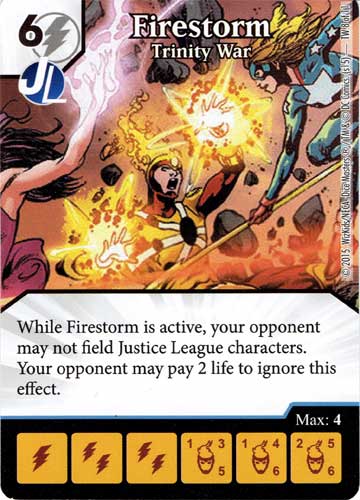 6
Firestorm
Trinity War
JL
While Firestorm is active, your opponent
may not field Justice League characters.
Your opponent may pay 2 life to ignore this
effect.
Max: 4
1 3
5
1 4
6
2 5
6